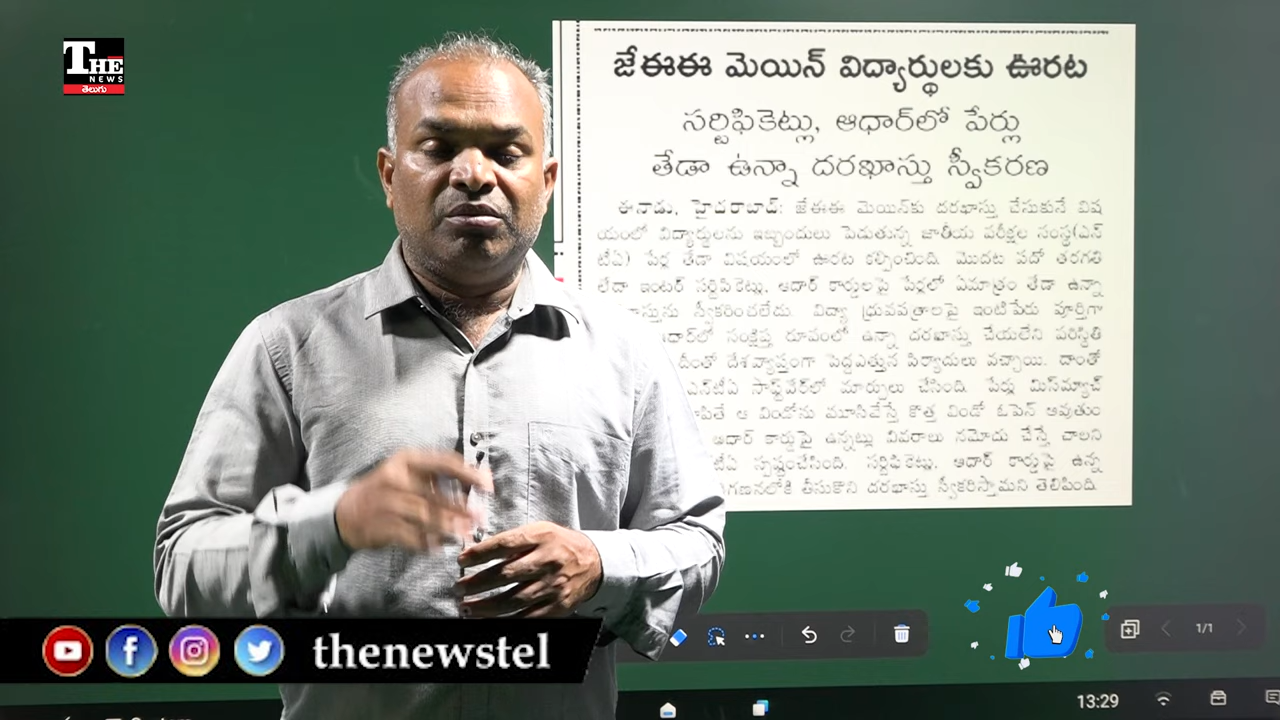 THE
NEWS
తెలుగు
జేఈఈ మెయిన్ విద్యార్థులకు ఊరట
సర్టిఫికెట్లు, ఆధార్‌లో పేర్లు
తేడా ఉన్నా దరఖాస్తు స్వీకరణ
ఈనాడు, హైదరాబాద్: జేఈఈ మెయిన్‌కు దరఖాస్తు చేసుకునే విష
యంలో విద్యార్థులను ఇబ్బందులు పెడుతున్న జాతీయ పరీక్షల సంస్థ(ఎన్
టీఏ) పేర్ల తేడా విషయంలో ఊరట కల్పించింది. మొదట పదో తరగతి
లేదా ఇంటర్ సర్టిఫికెట్లు, ఆధార్ కార్డులపై పేర్లలో ఏమాత్రం తేడా ఉన్నా
స్తును స్వీకరించలేదు. విద్యా ధ్రువపత్రాలపై ఇంటిపేరు పూర్తిగా
ధార్‌లో సంక్షిప్త రూపంలో ఉన్నా దరఖాస్తు చేయలేని పరిస్థితి
దీంతో దేశవ్యాప్తంగా పెద్దఎత్తున ఫిర్యాదులు వచ్చాయి. దాంతో
ఎన్‌టీఏ సాఫ్ట్‌వేర్‌లో మార్పులు చేసింది. పేర్లు మిస్‌మ్యాచ్
పితే ఆ విండోను మూసివేస్తే కొత్త విండో ఓపెన్ అవుతుం
ఆధార్ కార్డుపై ఉన్నట్లు వివరాలు నమోదు చేస్తే చాలని
టీఏ స్పష్టంచేసింది. సర్టిఫికెట్లు, ఆధార్ కార్డుపై ఉన్న
గణనలోకి తీసుకొని దరఖాస్తు స్వీకరిస్తామని తెలిపింది.
thenewstel
1/1
13:29